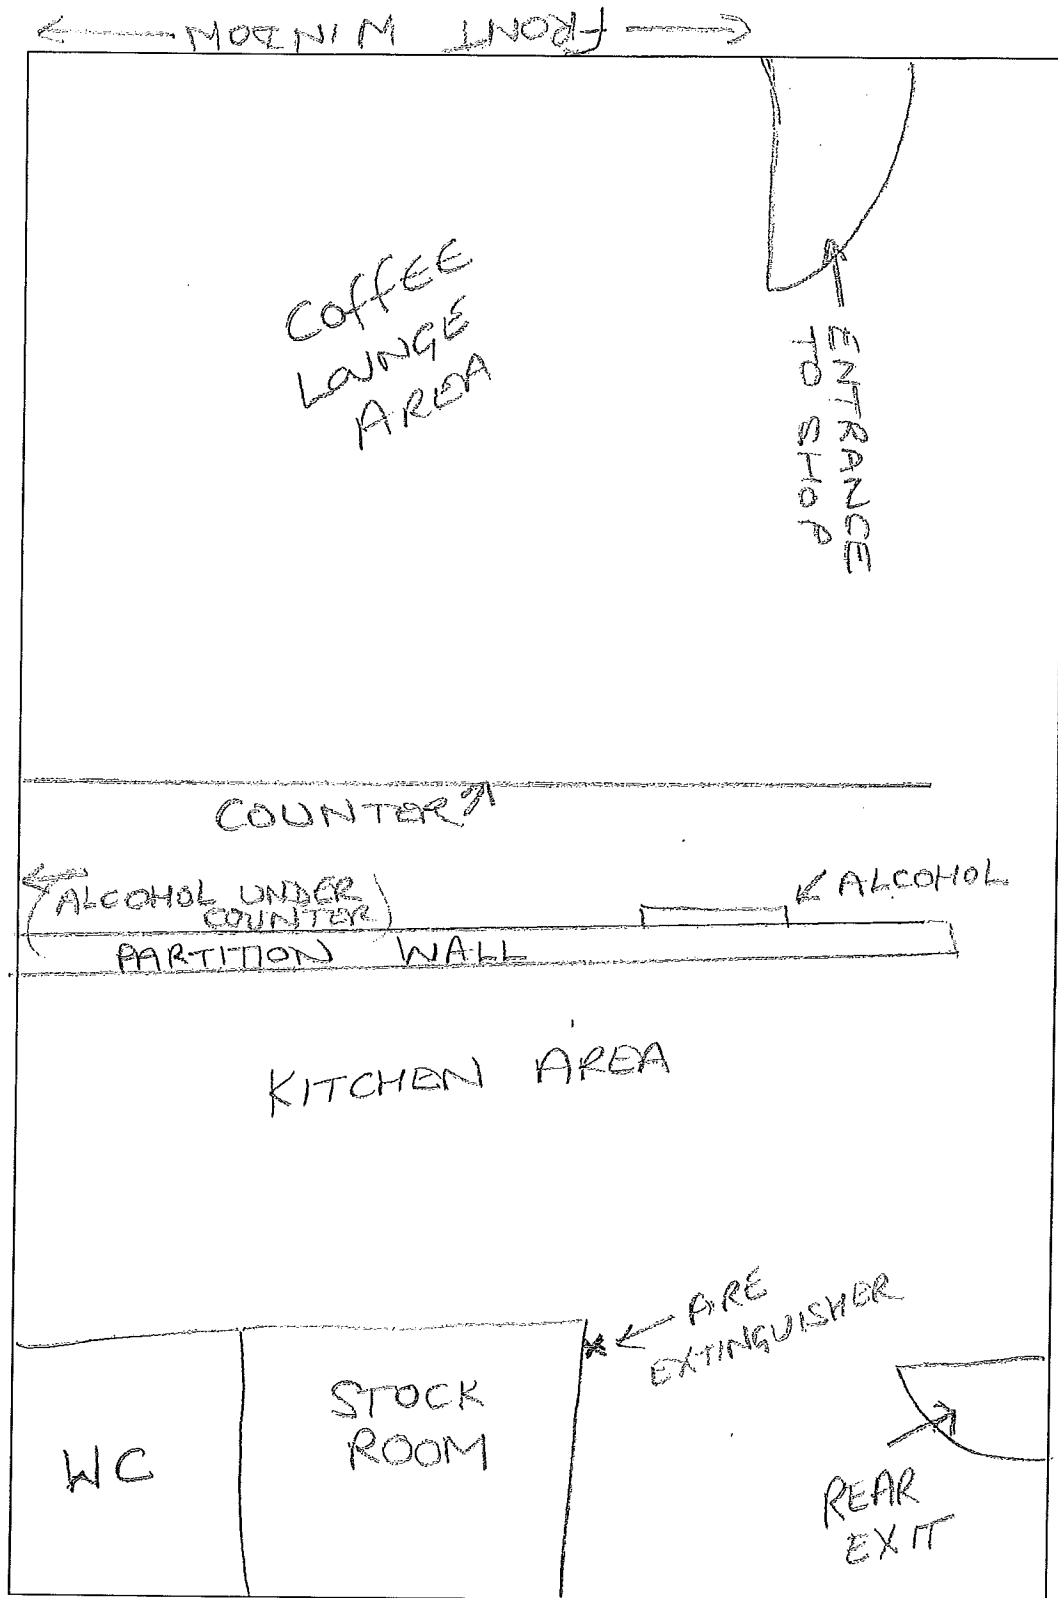 FRONT WINDOW
COFFEE
LOUNGE
AREA
ENTRANCE
TO SHOP
COUNTER
(ALCOHOL UNDER
COUNTER)
ALCOHOL
PARTITION WALL
KITCHEN AREA
FIRE
EXTINGUISHER
STOCK
ROOM
WC
REAR
EXIT